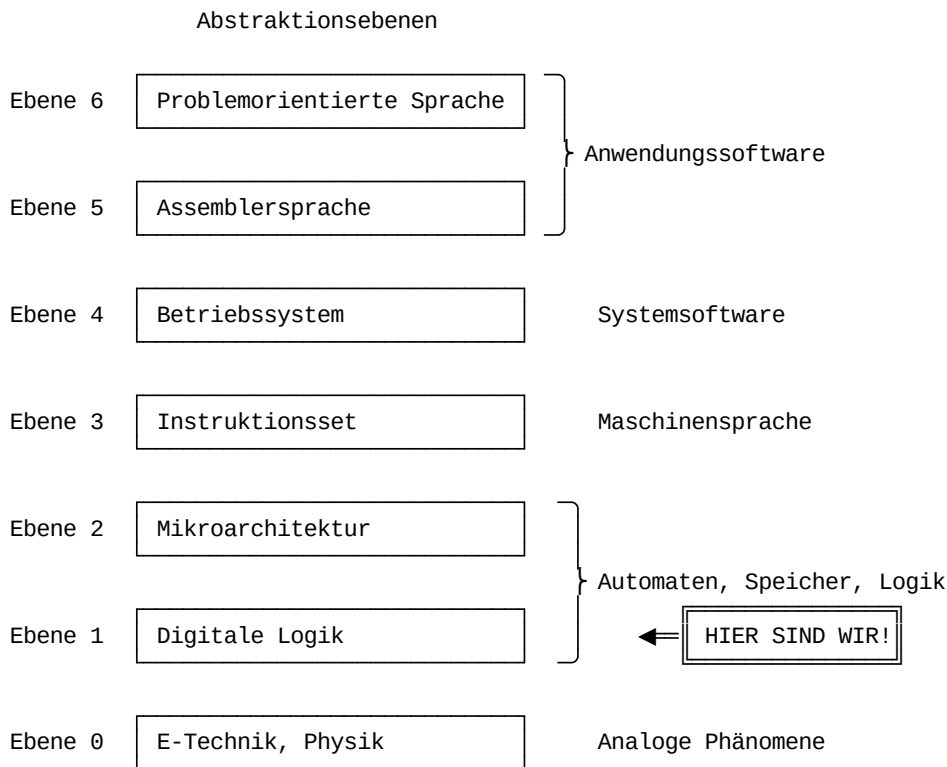 Abstraktionsebenen
Ebene 6 Problemorientierte Sprache
Anwendungssoftware
Ebene 5 Assemblersprache
Ebene 4 Betriebssystem Systemsoftware
Ebene 3 Instruktionsset Maschinensprache
Ebene 2 Mikroarchitektur
Automaten, Speicher, Logik
Ebene 1 Digitale Logik HIER SIND WIR!
Ebene 0 E-Technik, Physik Analoge Phänomene